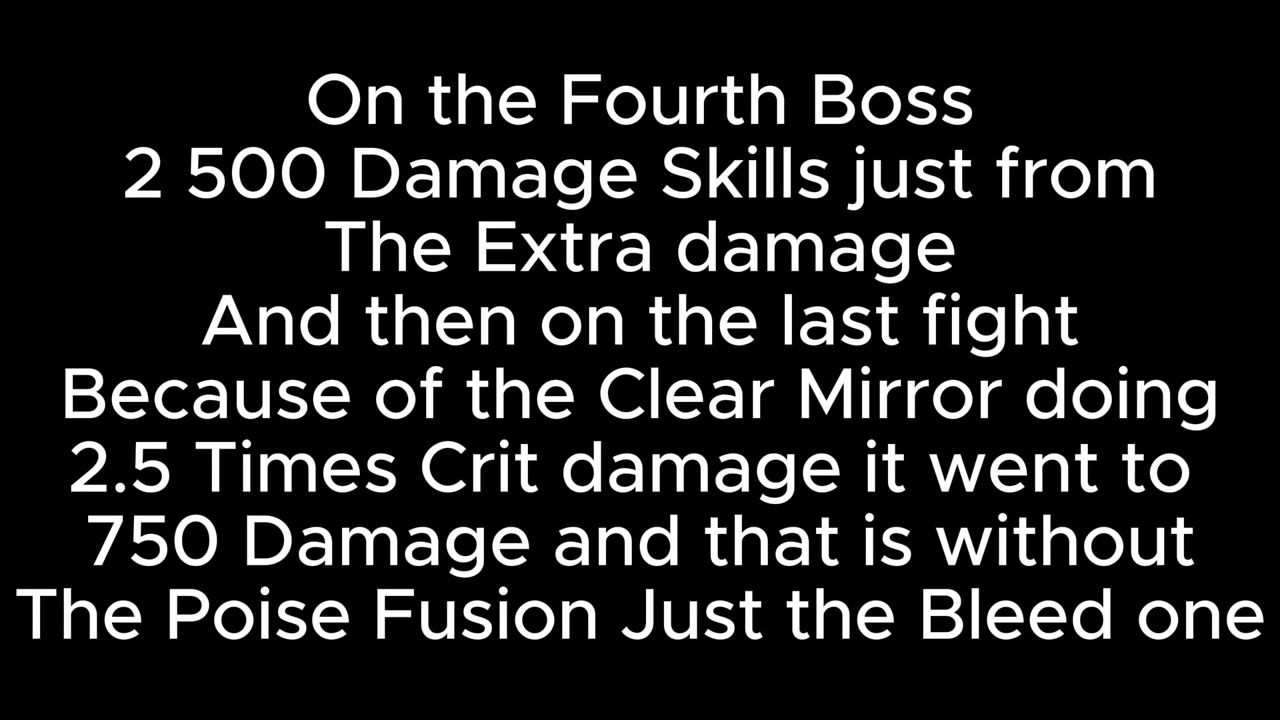 On the Fourth Boss
2 500 Damage Skills just from
The Extra damage
And then on the last fight
Because of the Clear Mirror doing
2.5 Times Crit damage it went to
750 Damage and that is without
The Poise Fusion Just the Bleed one